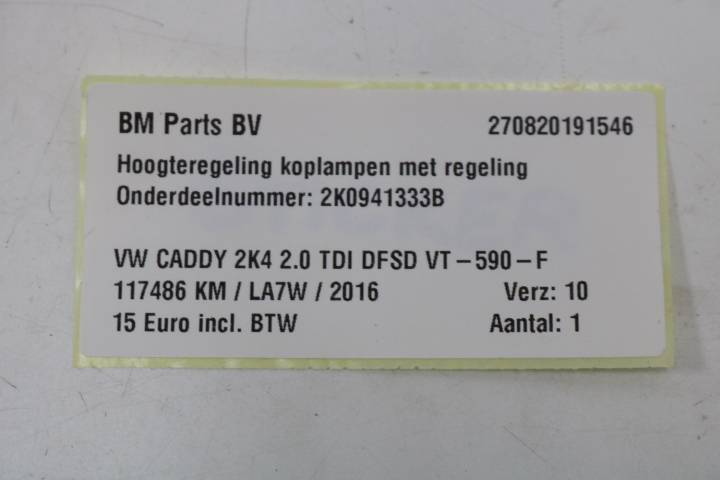 BM Parts BV 270820191546
Hoogteregeling koplampen met regeling
Onderdeelnummer: 2K0941333B
VW CADDY 2K4 2.0 TDI DFSD VT-590-F
117486 KM / LA7W / 2016 Verz: 10
15 Euro incl. BTW Aantal: 1